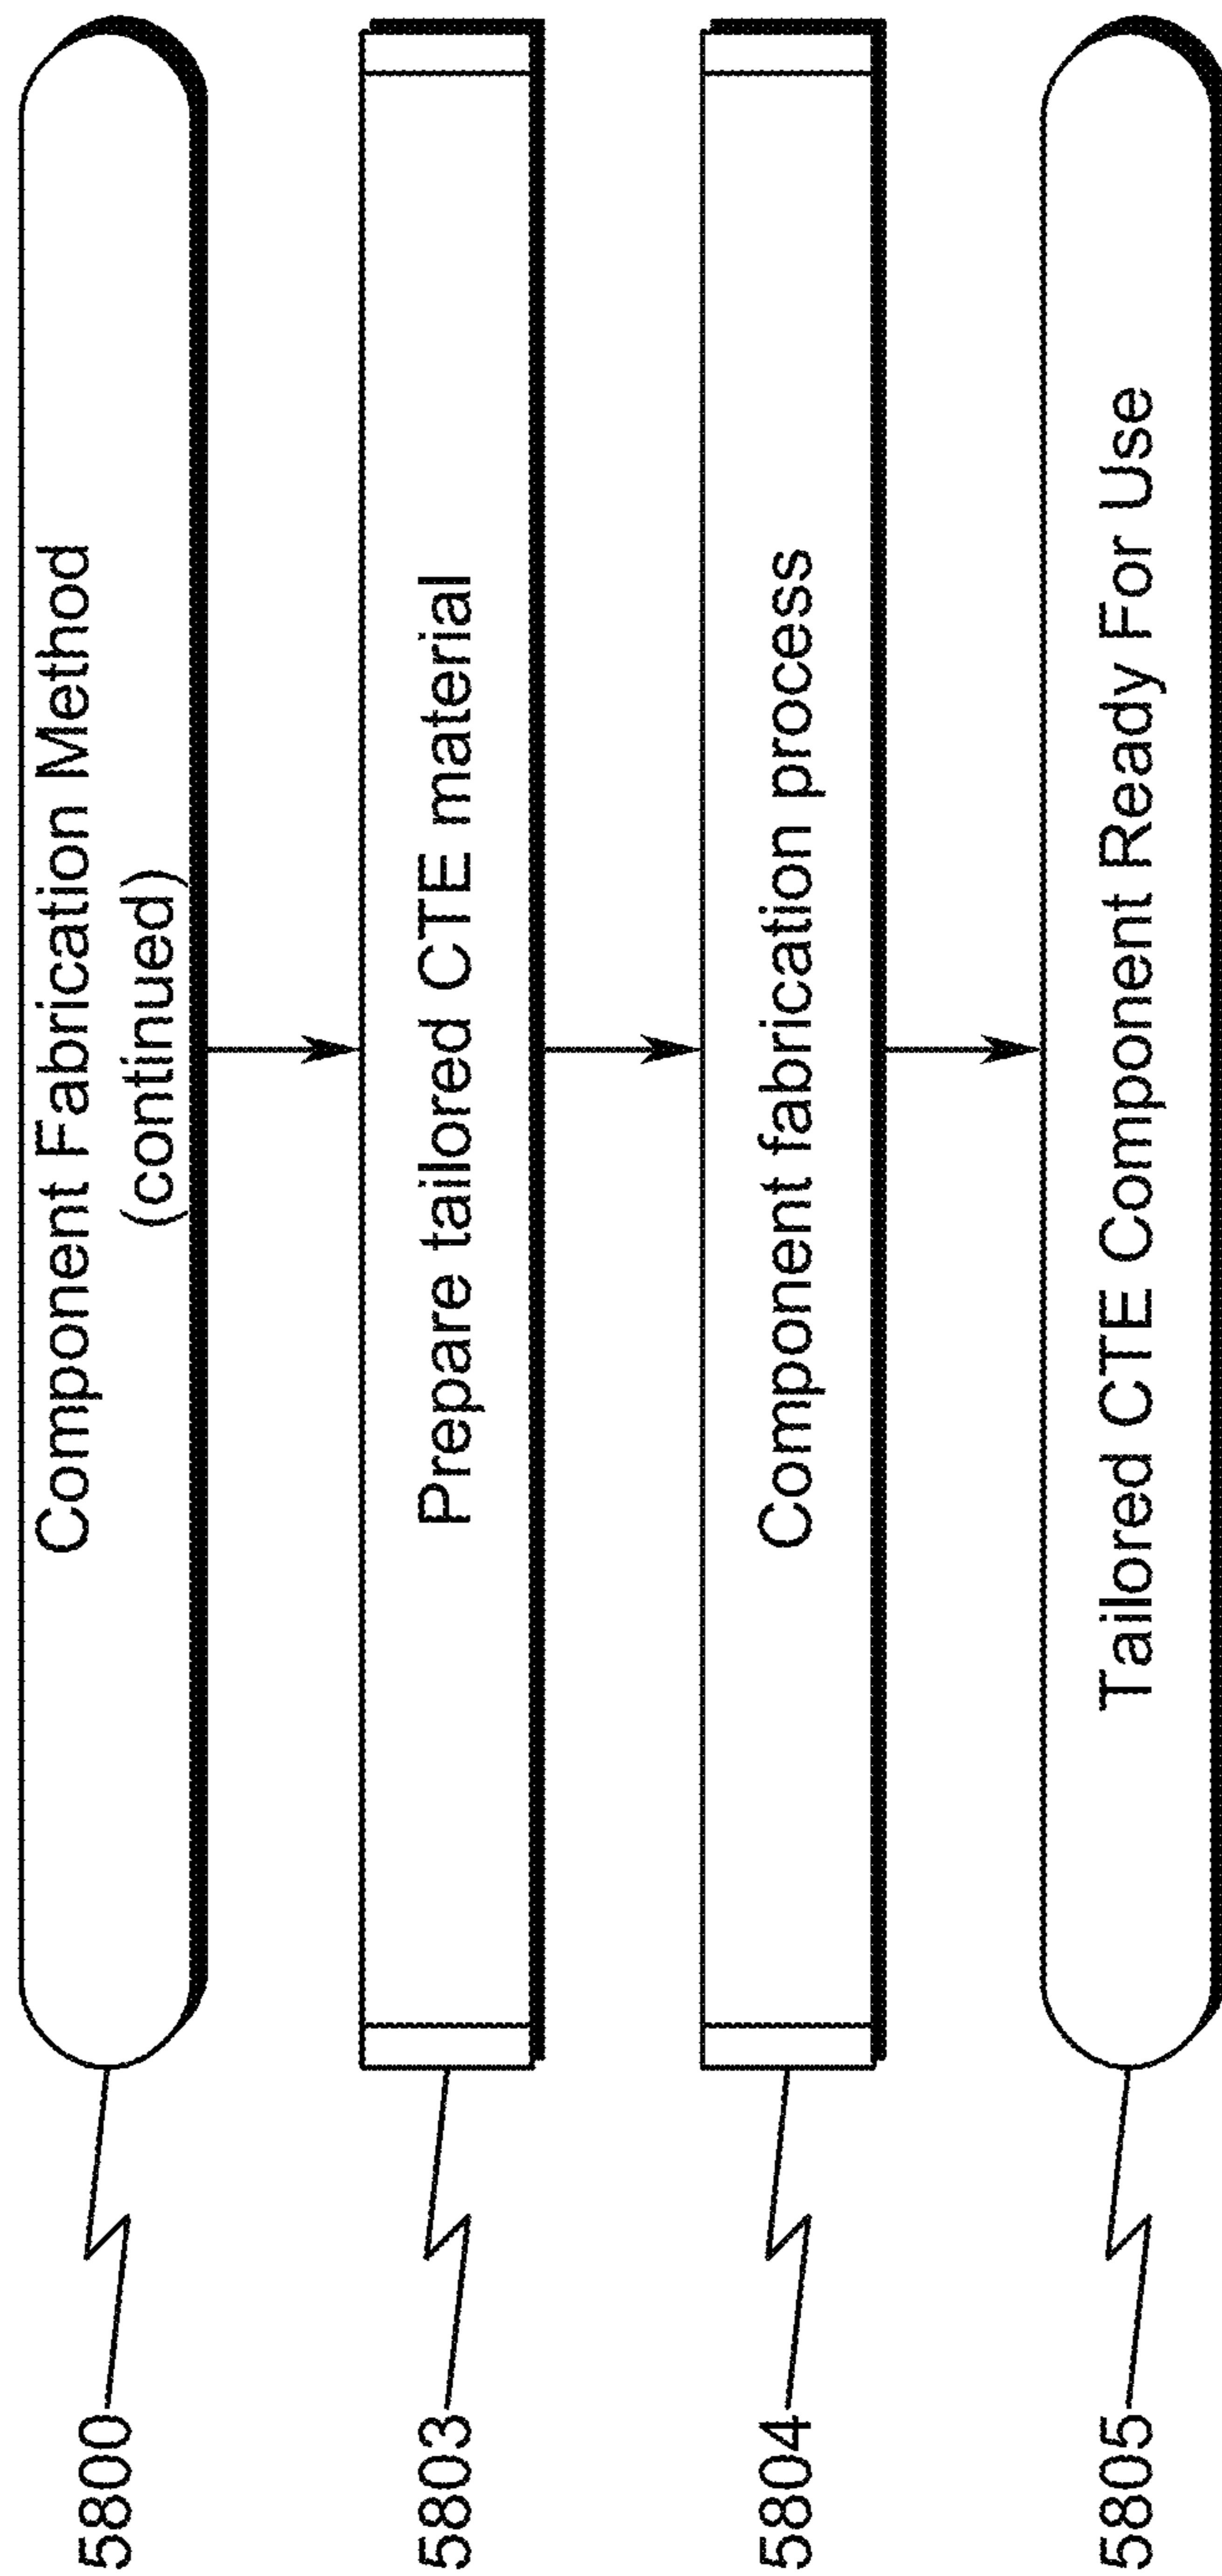 5800
Component Fabrication Method
(continued)
5803
Prepare tailored CTE material
5804
Component fabrication process
5805
Tailored CTE Component Ready For Use